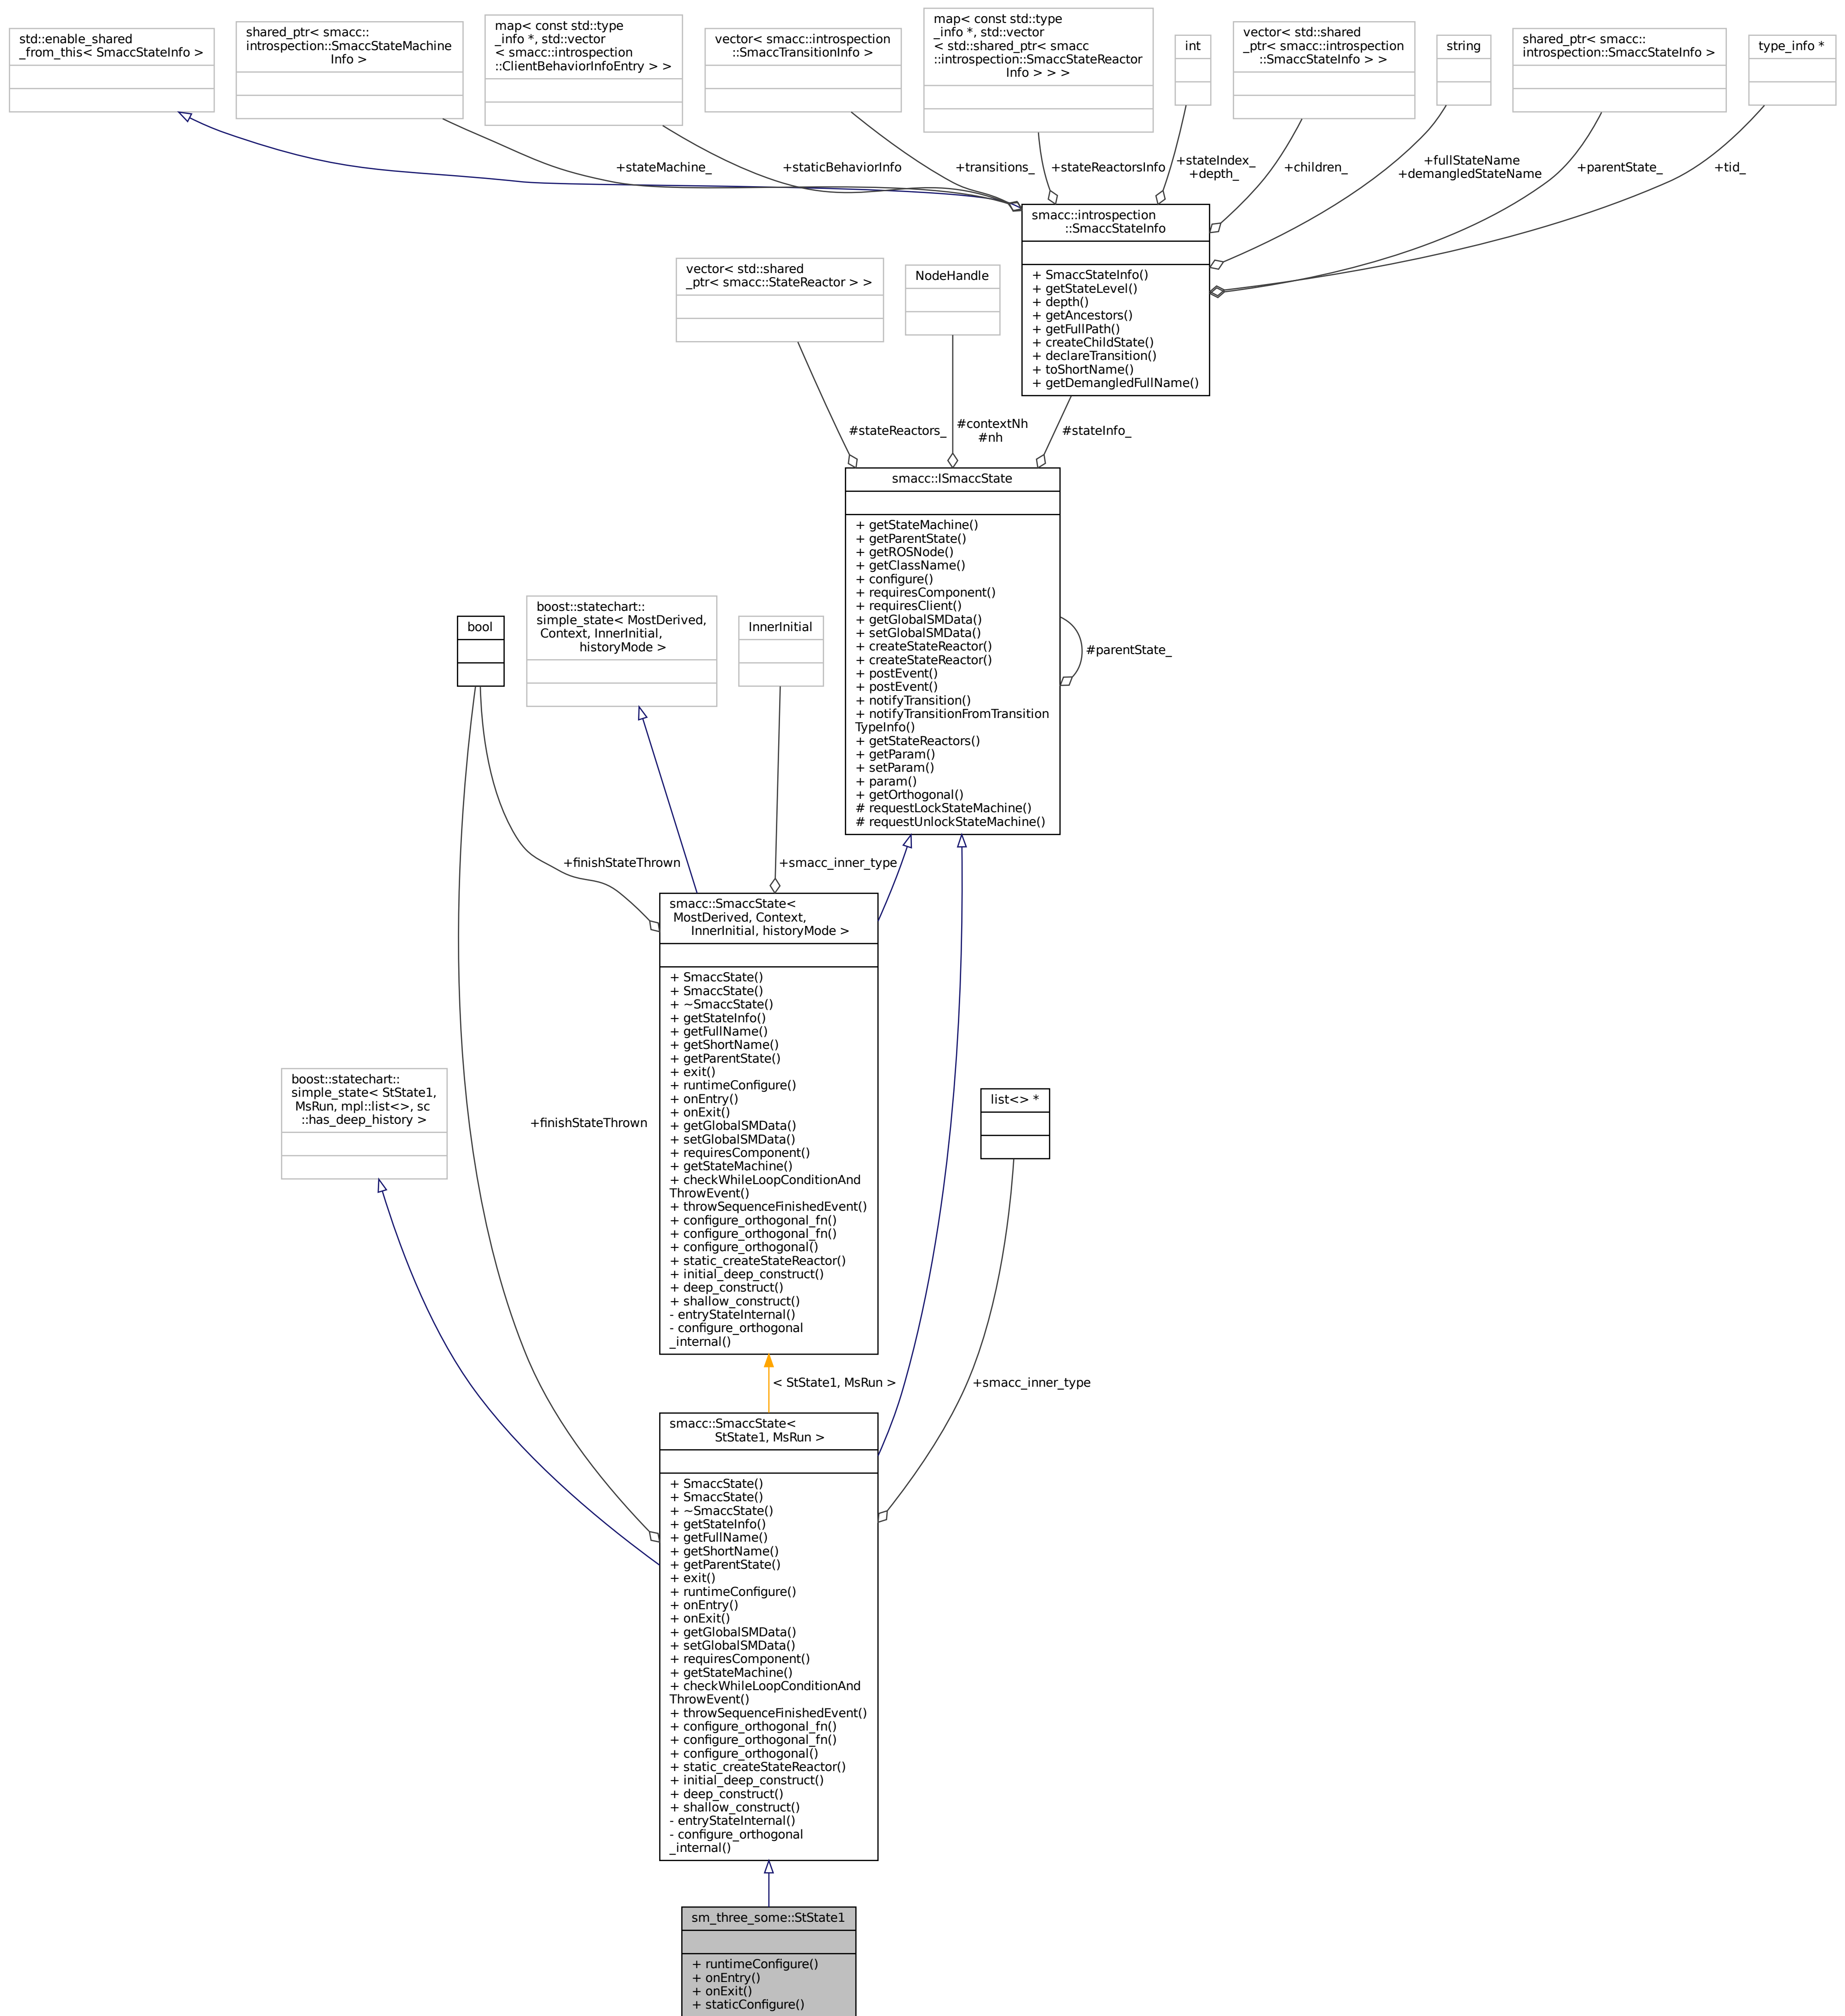 std::enable_shared
_from_this< SmaccStateInfo >
shared_ptr< smacc::
introspection::SmaccStateMachine
Info >
map< const std::type
_info *, std::vector
< smacc::introspection
::ClientBehaviorInfoEntry > >
vector< smacc::introspection
::SmaccTransitionInfo >
map< const std::type
_info *, std::vector
< std::shared_ptr< smacc
::introspection::SmaccStateReactor
Info > > >
int
vector< std::shared
_ptr< smacc::introspection
::SmaccStateInfo > >
string
shared_ptr< smacc::
introspection::SmaccStateInfo >
type_info *
+stateMachine_
+staticBehaviorInfo
+transitions_
+stateReactorsInfo
+stateIndex_
+depth_
+children_
+fullStateName
+demangledStateName
+parentState_
+tid_
smacc::introspection
::SmaccStateInfo
+ SmaccStateInfo()
+ getStateLevel()
+ depth()
+ getAncestors()
+ getFullPath()
+ createChildState()
+ declareTransition()
+ toShortName()
+ getDemangledFullName()
vector< std::shared
_ptr< smacc::StateReactor > >
NodeHandle
#stateReactors_
#contextNh
#nh
#stateInfo_
smacc::ISmaccState
+ getStateMachine()
+ getParentState()
+ getROSNode()
+ getClassName()
+ configure()
+ requiresComponent()
+ requiresClient()
+ getGlobalSMData()
+ setGlobalSMData()
+ createStateReactor()
+ createStateReactor()
+ postEvent()
+ postEvent()
+ notifyTransition()
+ notifyTransitionFromTransition
TypeInfo()
+ getStateReactors()
+ getParam()
+ setParam()
+ param()
+ getOrthogonal()
# requestLockStateMachine()
# requestUnlockStateMachine()
#parentState_
bool
boost::statechart::
simple_state< MostDerived,
Context, InnerInitial,
historyMode >
InnerInitial
+finishStateThrown
+smacc_inner_type
smacc::SmaccState<
MostDerived, Context,
InnerInitial, historyMode >
+ SmaccState()
+ SmaccState()
+ ~SmaccState()
+ getStateInfo()
+ getFullName()
+ getShortName()
+ getParentState()
+ exit()
+ runtimeConfigure()
+ onEntry()
+ onExit()
+ getGlobalSMData()
+ setGlobalSMData()
+ requiresComponent()
+ getStateMachine()
+ checkWhileLoopConditionAnd
ThrowEvent()
+ throwSequenceFinishedEvent()
+ configure_orthogonal_fn()
+ configure_orthogonal_fn()
+ configure_orthogonal()
+ static_createStateReactor()
+ initial_deep_construct()
+ deep_construct()
+ shallow_construct()
- entryStateInternal()
- configure_orthogonal
_internal()
boost::statechart::
simple_state< StState1,
MsRun, mpl::list<>, sc
::has_deep_history >
+finishStateThrown
list<> *
< StState1, MsRun >
+smacc_inner_type
smacc::SmaccState<
StState1, MsRun >
+ SmaccState()
+ SmaccState()
+ ~SmaccState()
+ getStateInfo()
+ getFullName()
+ getShortName()
+ getParentState()
+ exit()
+ runtimeConfigure()
+ onEntry()
+ onExit()
+ getGlobalSMData()
+ setGlobalSMData()
+ requiresComponent()
+ getStateMachine()
+ checkWhileLoopConditionAnd
ThrowEvent()
+ throwSequenceFinishedEvent()
+ configure_orthogonal_fn()
+ configure_orthogonal_fn()
+ configure_orthogonal()
+ static_createStateReactor()
+ initial_deep_construct()
+ deep_construct()
+ shallow_construct()
- entryStateInternal()
- configure_orthogonal
_internal()
sm_three_some::StState1
+ runtimeConfigure()
+ onEntry()
+ onExit()
+ staticConfigure()